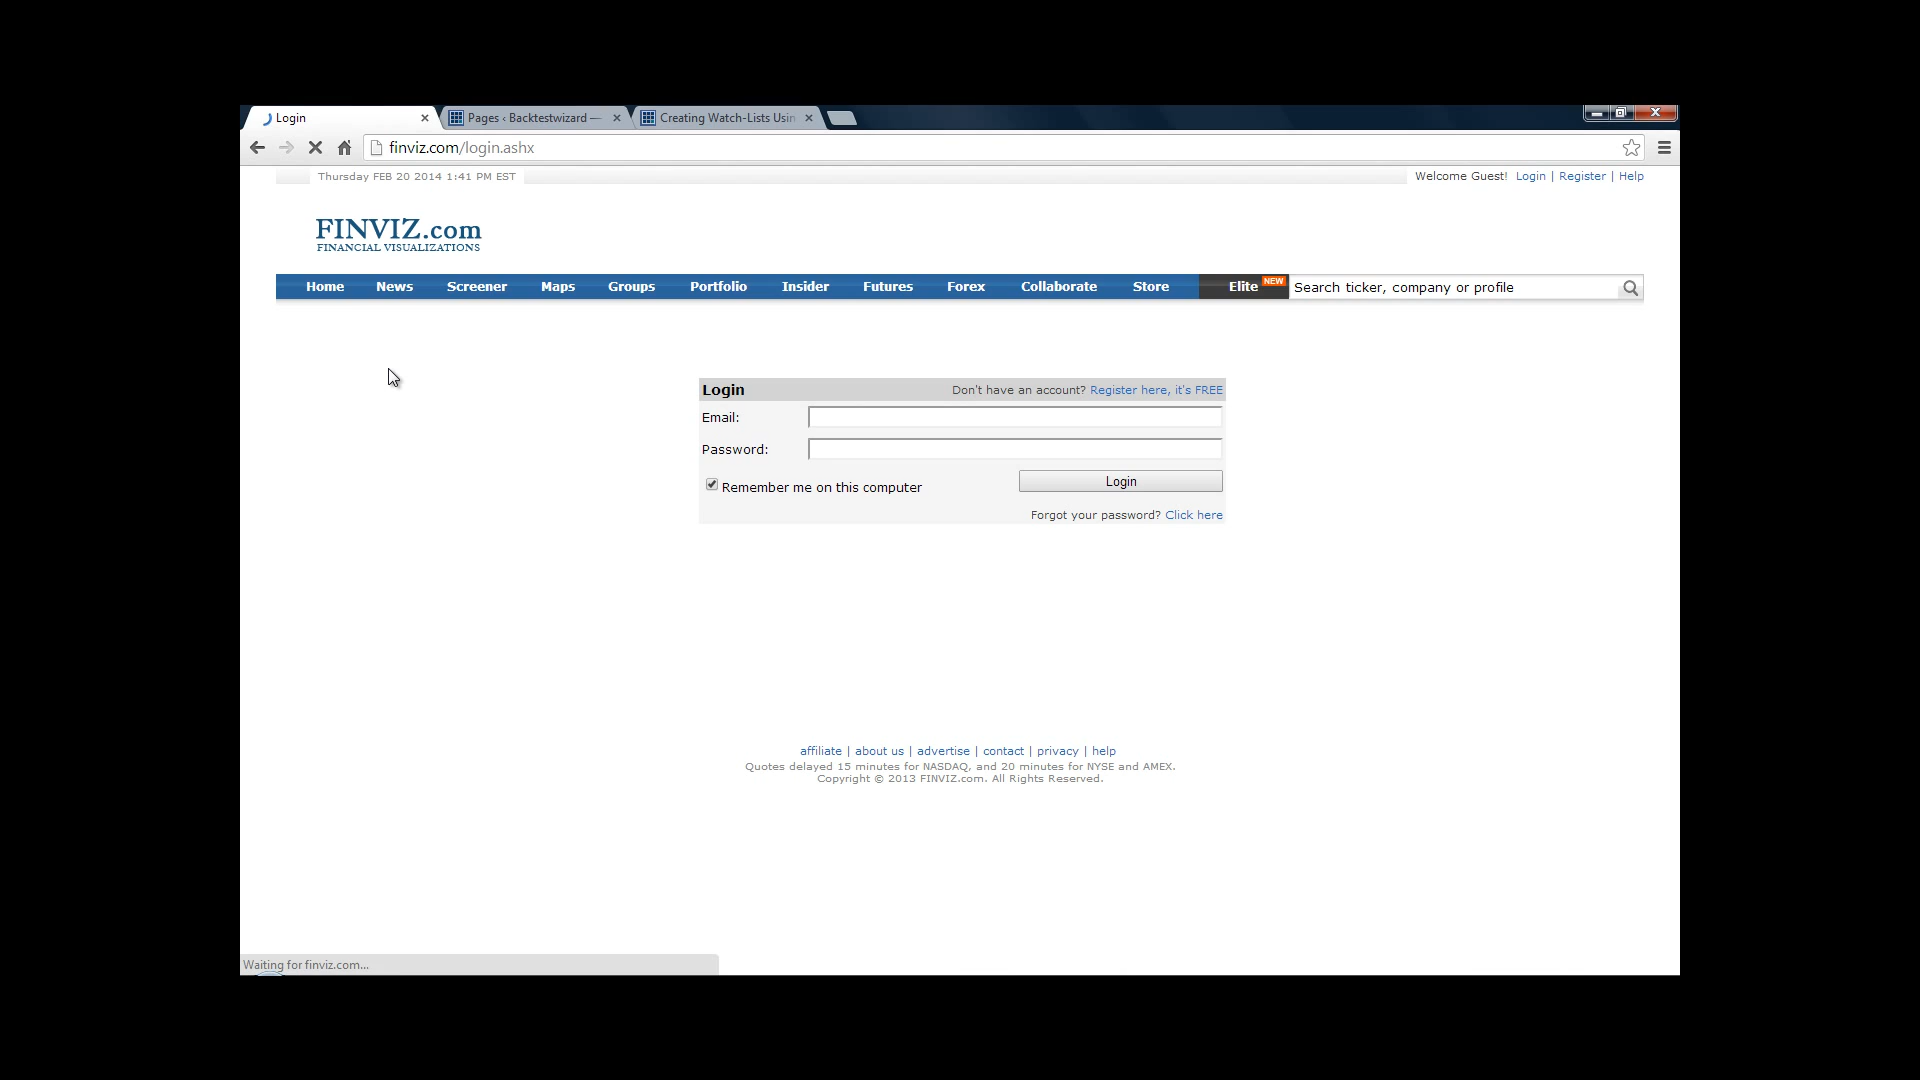 Login
Pages ‹ Backtestwizard —
Creating Watch-Lists Usin
finviz.com/login.ashx
Thursday FEB 20 2014 1:41 PM EST
Welcome Guest! Login | Register | Help
FINVIZ.com
FINANCIAL VISUALIZATIONS
Home News Screener Maps Groups Portfolio Insider Futures Forex Collaborate Store Elite NEW Search ticker, company or profile
Login Don't have an account? Register here, it's FREE
Email:
Password:
Remember me on this computer Login
Forgot your password? Click here
affiliate | about us | advertise | contact | privacy | help
Quotes delayed 15 minutes for NASDAQ, and 20 minutes for NYSE and AMEX.
Copyright © 2013 FINVIZ.com. All Rights Reserved.
Waiting for finviz.com...